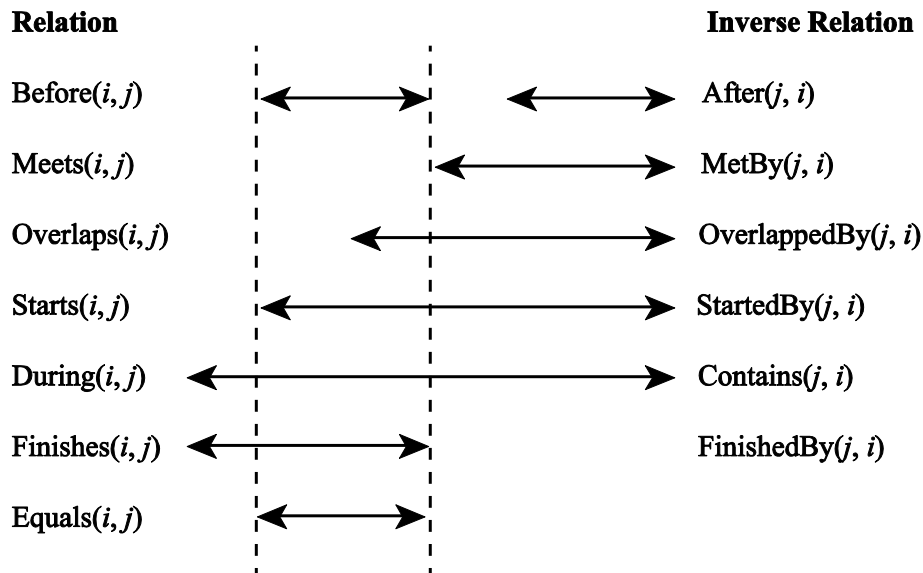 Relation Inverse Relation
Before(i, j) After(j, i)
Meets(i, j) MetBy(j, i)
Overlaps(i, j) OverlappedBy(j, i)
Starts(i, j) StartedBy(j, i)
During(i, j) Contains(j, i)
Finishes(i, j) FinishedBy(j, i)
Equals(i, j)